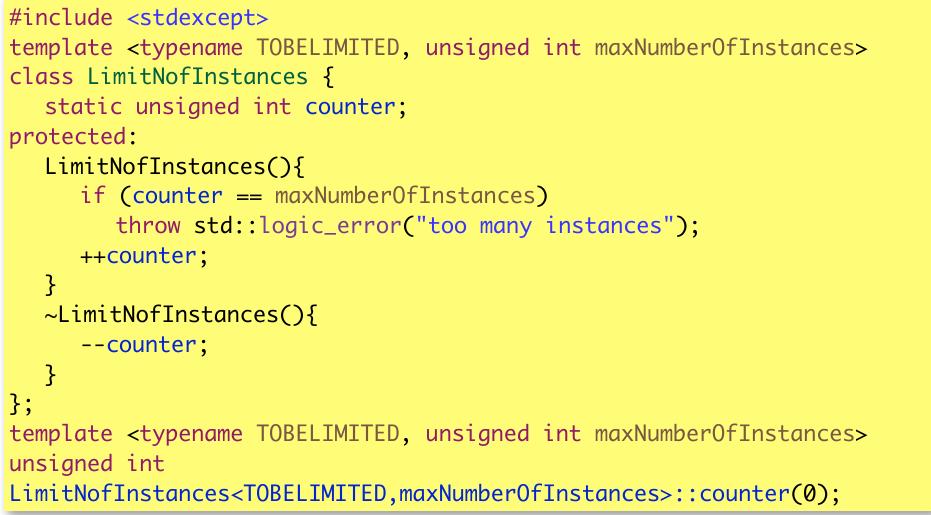 #include <stdexcept>
template <typename TOBELIMITED, unsigned int maxNumberOfInstances>
class LimitNofInstances {
   static unsigned int counter;
protected:
   LimitNofInstances(){
      if (counter == maxNumberOfInstances)
         throw std::logic_error("too many instances");
      ++counter;
   }
   ~LimitNofInstances(){
      --counter;
   }
};
template <typename TOBELIMITED, unsigned int maxNumberOfInstances>
unsigned int
LimitNofInstances<TOBELIMITED,maxNumberOfInstances>::counter(0);